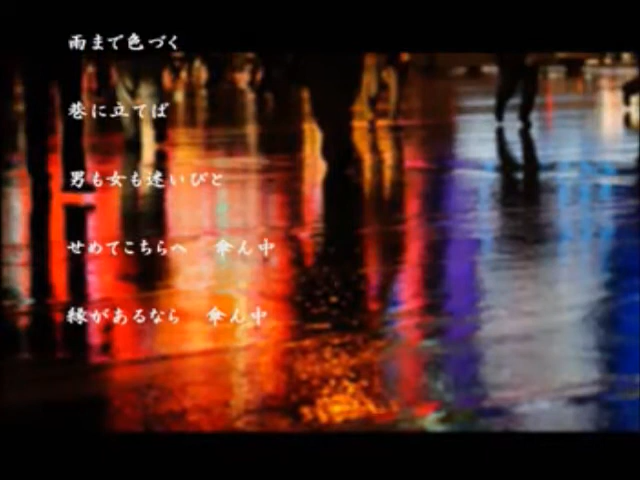 雨まで色づく
巷に立てば
男も女も迷いびと
せめてこちらへ　傘ん中
縁があるなら　傘ん中